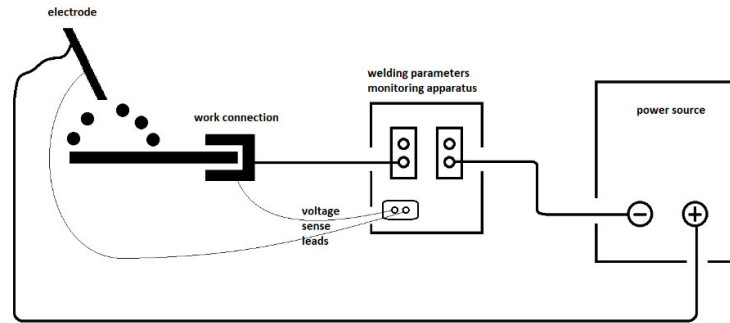 electrode
welding parameters
monitoring apparatus
power source
work connection
voltage
sense
leads